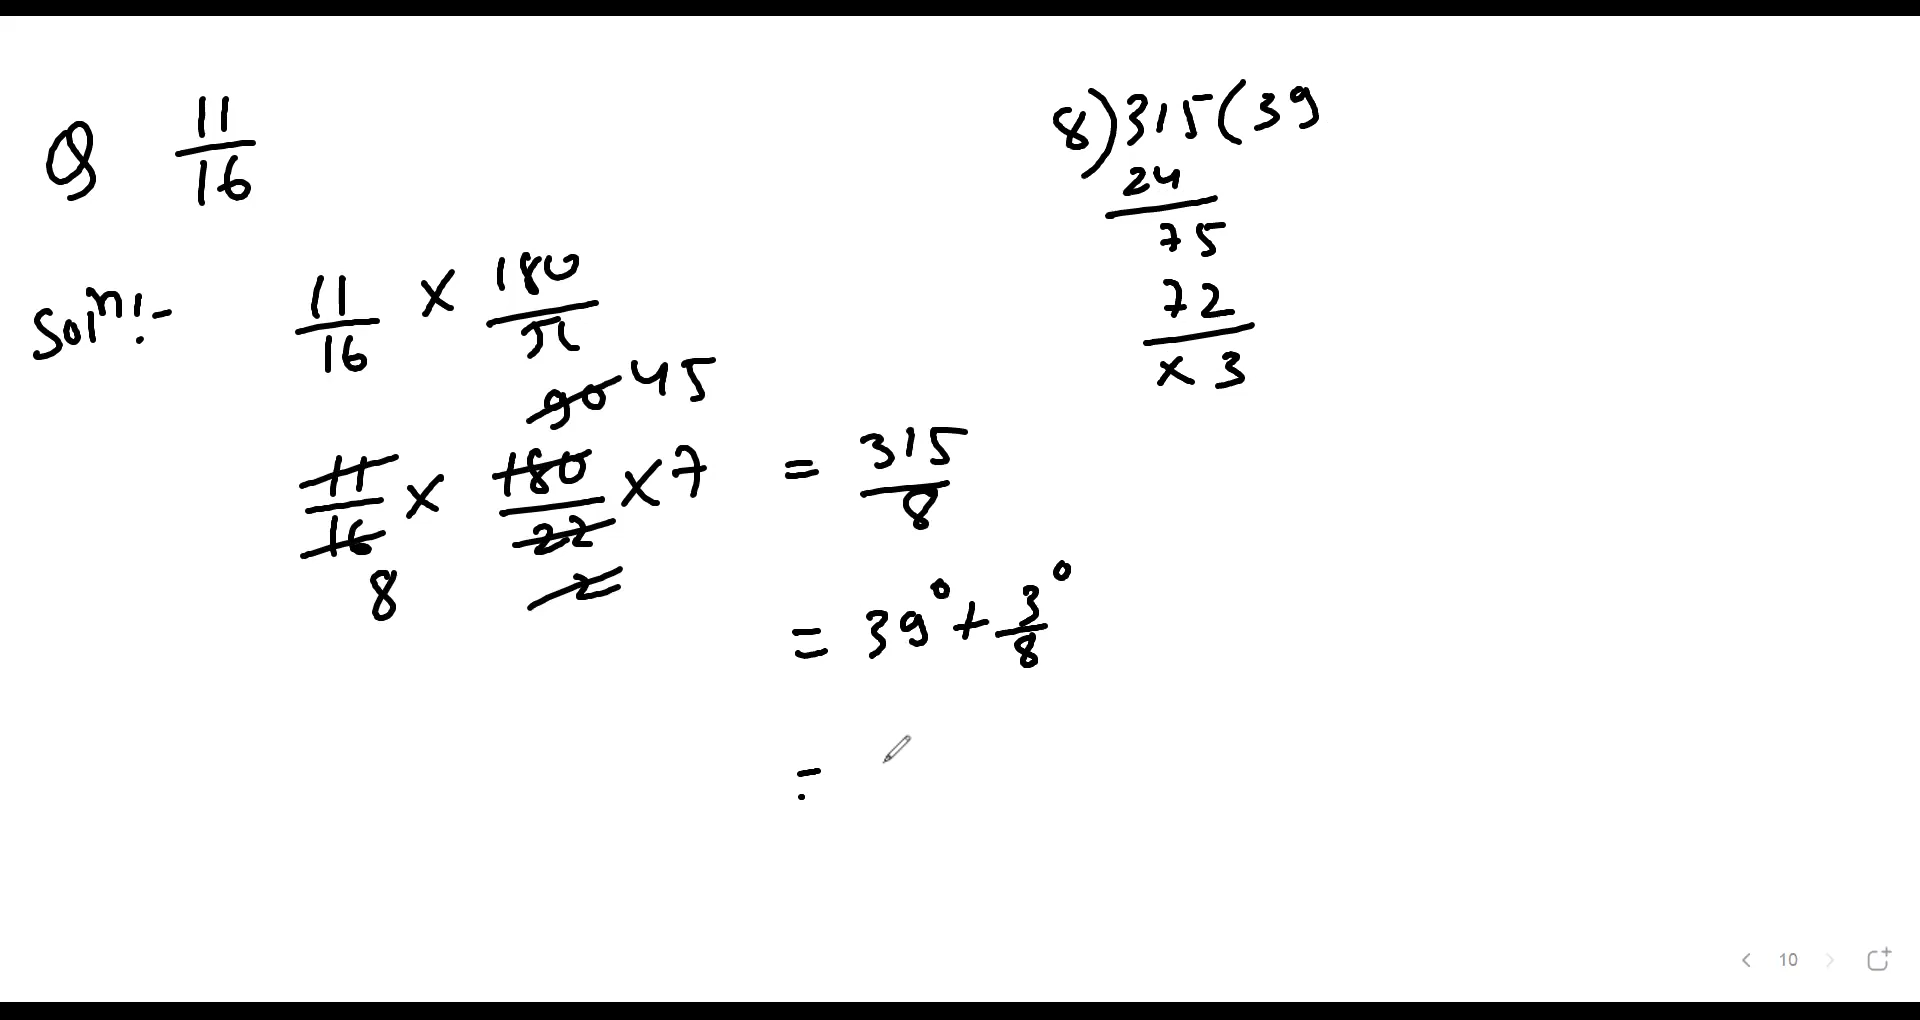 Q 11/16
Soln:- 11/16 × 180/π
90 45
11/16 × 180/22 × 7 = 315/8
8 2
= 39° + 3/8°
=
8)315(39
24
75
72
×3
10